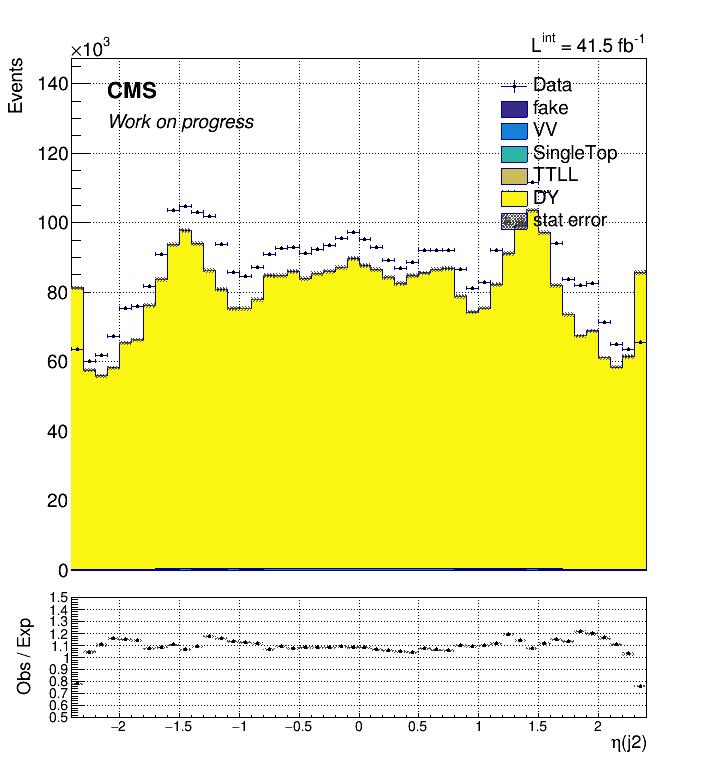 ×10³
L^int = 41.5 fb⁻¹
Events
140
120
100
80
60
40
20
0
CMS
Work on progress
Data
fake
VV
SingleTop
TTLL
DY
stat error
Obs / Exp
1.5
1.4
1.3
1.2
1.1
1
0.9
0.8
0.7
0.6
0.5
−2 −1.5 −1 −0.5 0 0.5 1 1.5 2
η(j2)